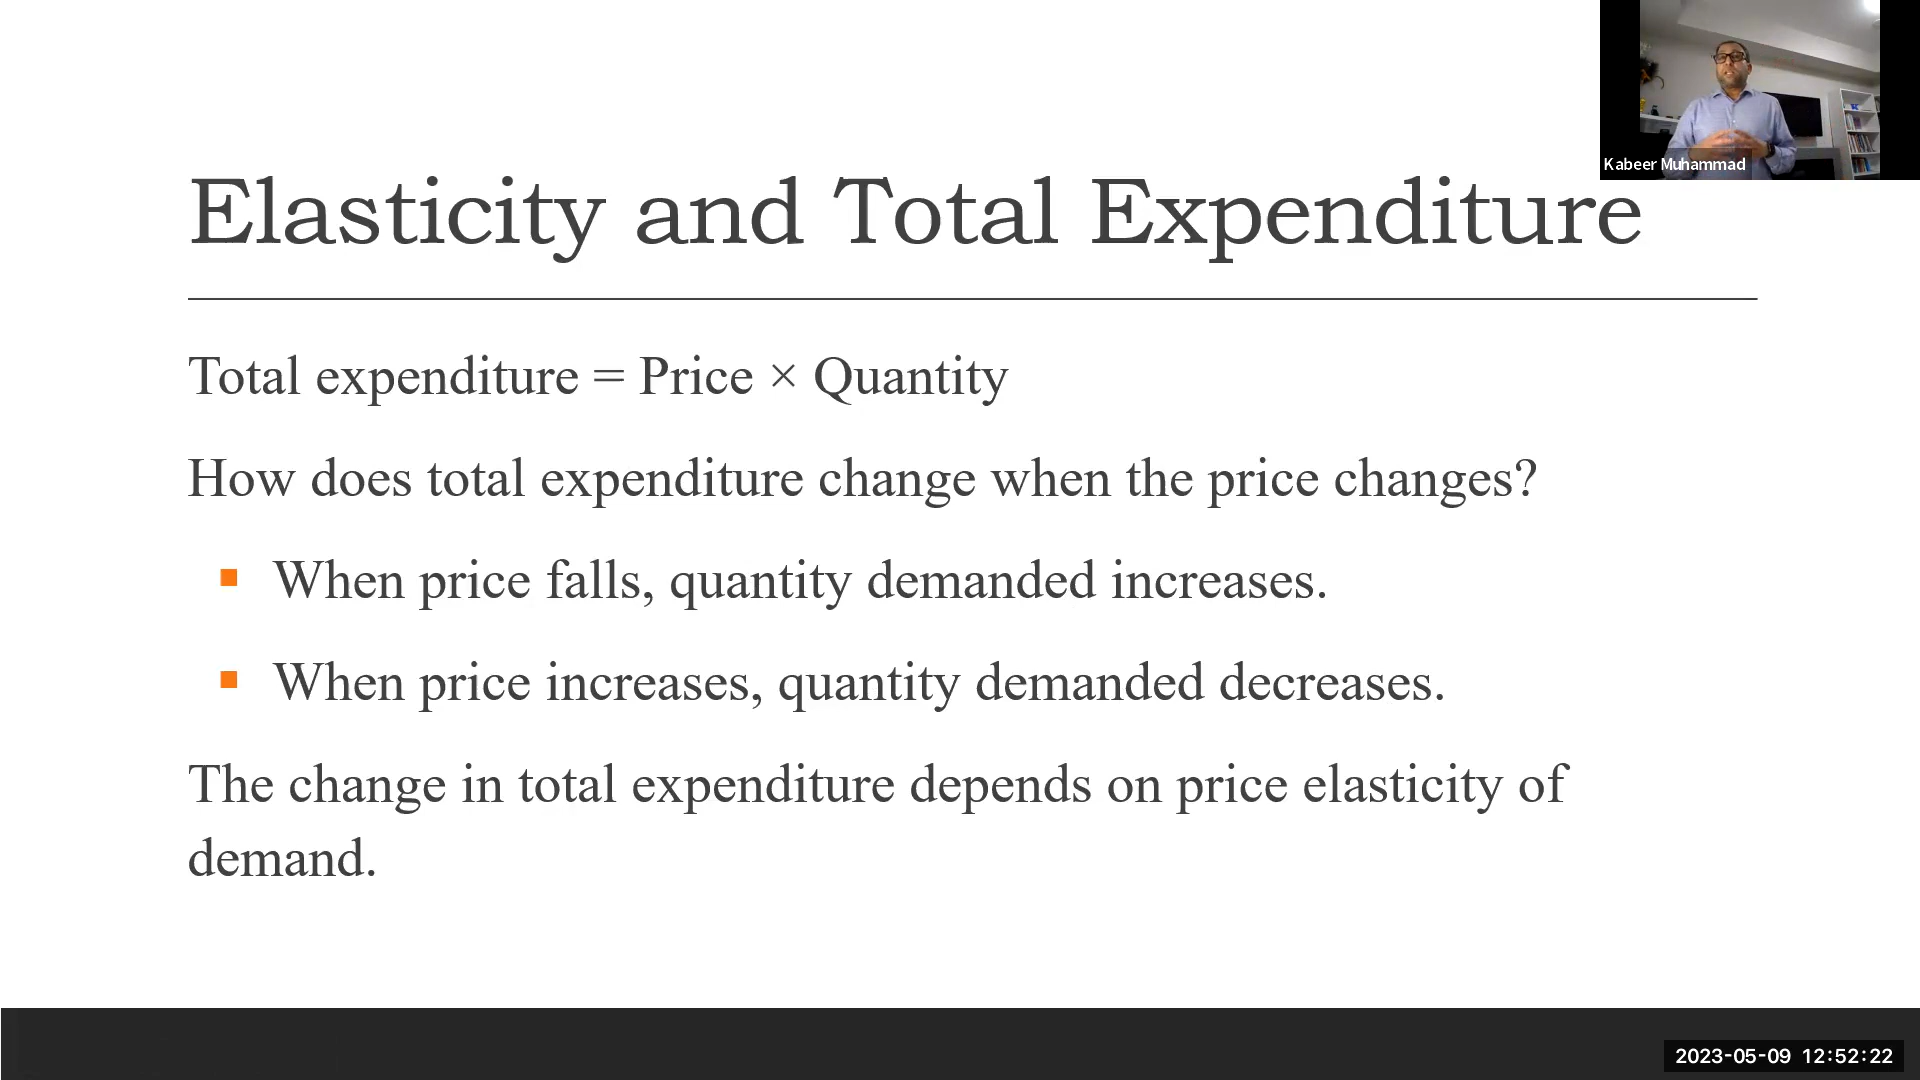 Kabeer Muhammad
Elasticity and Total Expenditure
Total expenditure = Price × Quantity
How does total expenditure change when the price changes?
▪ When price falls, quantity demanded increases.
▪ When price increases, quantity demanded decreases.
The change in total expenditure depends on price elasticity of
demand.
2023-05-09 12:52:22